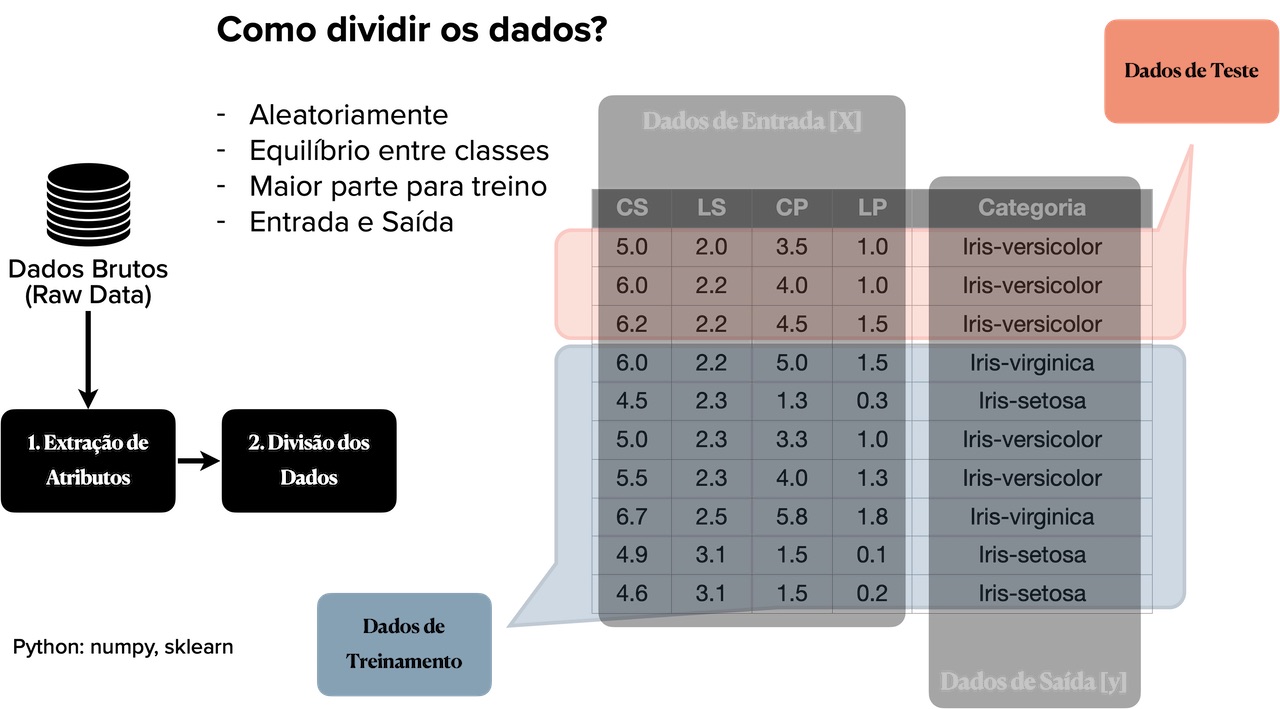 Como dividir os dados?
- Aleatoriamente
- Equilíbrio entre classes
- Maior parte para treino
- Entrada e Saída
Dados Brutos
(Raw Data)
1. Extração de
Atributos
2. Divisão dos
Dados
Python: numpy, sklearn
Dados de
Treinamento
Dados de Teste
Dados de Entrada [X]
CS LS CP LP Categoria
5.0 2.0 3.5 1.0 Iris-versicolor
6.0 2.2 4.0 1.0 Iris-versicolor
6.2 2.2 4.5 1.5 Iris-versicolor
6.0 2.2 5.0 1.5 Iris-virginica
4.5 2.3 1.3 0.3 Iris-setosa
5.0 2.3 3.3 1.0 Iris-versicolor
5.5 2.3 4.0 1.3 Iris-versicolor
6.7 2.5 5.8 1.8 Iris-virginica
4.9 3.1 1.5 0.1 Iris-setosa
4.6 3.1 1.5 0.2 Iris-setosa
Dados de Saída [y]